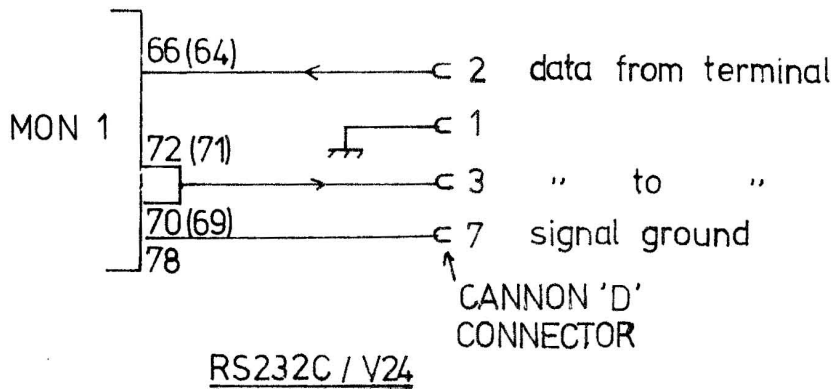 66(64)
2 data from terminal
MON 1
1
72(71)
3 " to "
70(69)
7 signal ground
78
CANNON 'D'
CONNECTOR
RS232C / V24